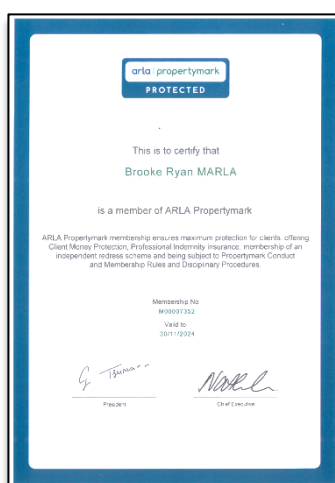 arla | propertymark
PROTECTED
This is to certify that
Brooke Ryan MARLA
is a member of ARLA Propertymark
ARLA Propertymark membership ensures maximum protection for clients, offering
Client Money Protection, Professional Indemnity insurance, membership of an
independent redress scheme and being subject to Propertymark Conduct
and Membership Rules and Disciplinary Procedures.
Membership No
M00007352
Valid to
30/11/2024
President
Chief Executive